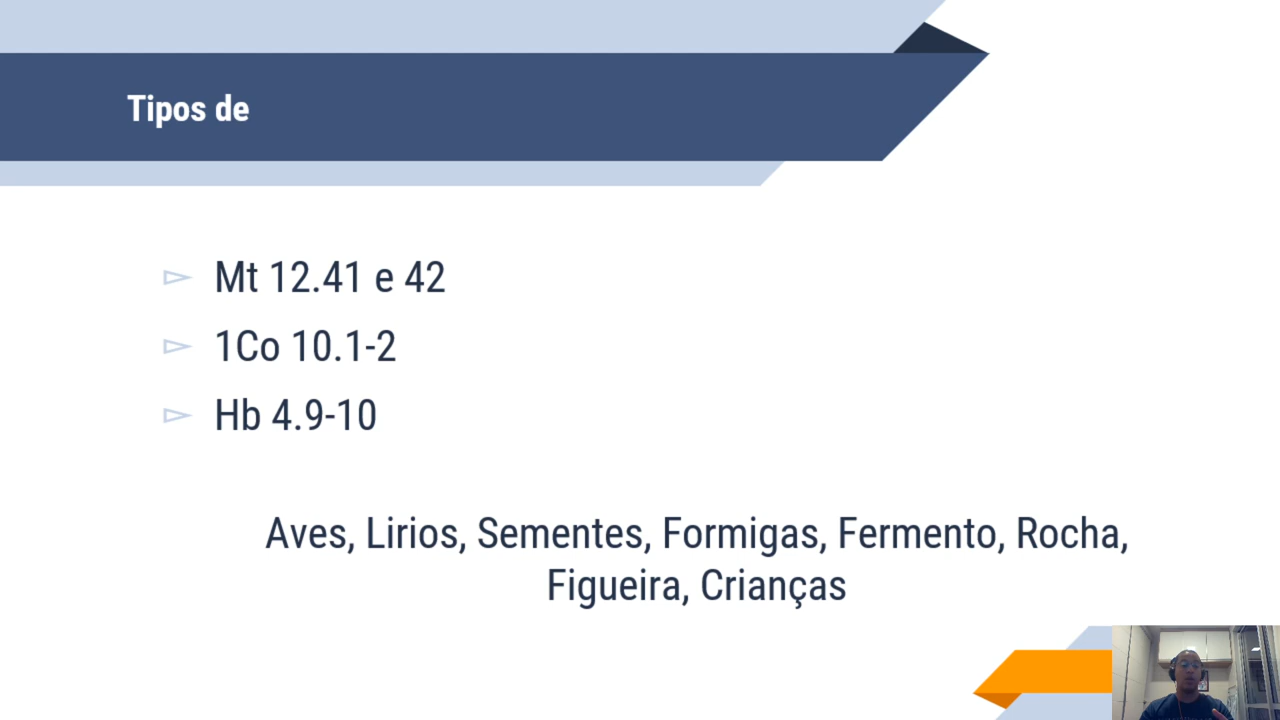 Tipos de
Mt 12.41 e 42
1Co 10.1-2
Hb 4.9-10
Aves, Lirios, Sementes, Formigas, Fermento, Rocha,
Figueira, Crianças